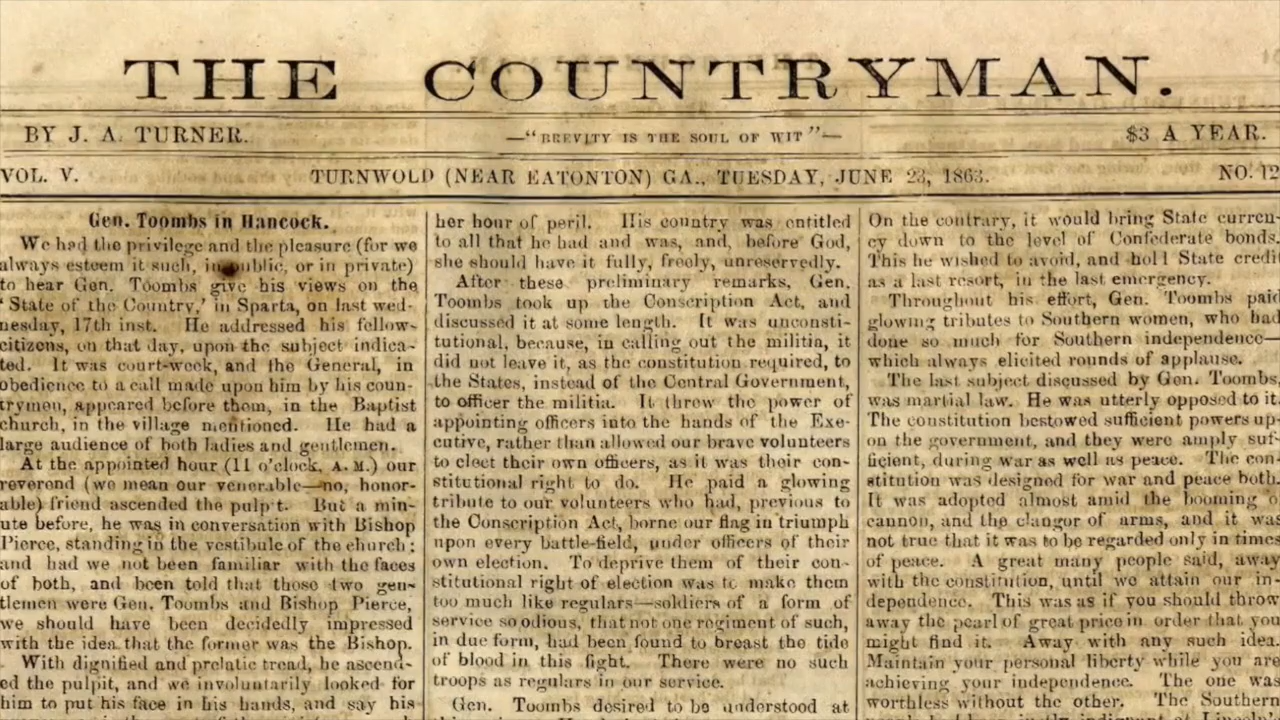 THE COUNTRYMAN.
BY J. A. TURNER.
—"BREVITY IS THE SOUL OF WIT"—
$3 A YEAR.
VOL. V.
TURNWOLD (NEAR EATONTON) GA., TUESDAY, JUNE 23, 1863.
NO. 12
Gen. Toombs in Hancock.
We had the privilege and the pleasure (for we
always esteem it such, in public, or in private)
to hear Gen. Toombs give his views on the
'State of the Country,' in Sparta, on last wed-
nesday, 17th inst. He addressed his fellow-
citizens, on that day, upon the subject indica-
ted. It was court-week, and the General, in
obedience to a call made upon him by his coun-
trymen, appeared before them, in the Baptist
church, in the village mentioned. He had a
large audience of both ladies and gentlemen.
At the appointed hour (11 o'clock, A. M.) our
reverend (we mean our venerable—no, honor-
able) friend ascended the pulp't. But a min-
ute before, he was in conversation with Bishop
Pierce, standing in the vestibule of the church;
and had we not been familiar with the faces
of both, and been told that those two gen-
tlemen were Gen. Toombs and Bishop Pierce,
we should have been decidedly impressed
with the idea that the former was the Bishop.
With dignified and prelatic tread, he ascend-
ed the pulpit, and we involuntarily looked for
him to put his face in his hands, and say his
her hour of peril. His country was entitled
to all that he had and was, and, before God,
she should have it fully, freely, unreservedly.
After these preliminary remarks, Gen.
Toombs took up the Conscription Act, and
discussed it at some length. It was unconsti-
tutional, because, in calling out the militia, it
did not leave it, as the constitution required, to
the States, instead of the Central Government,
to officer the militia. It threw the power of
appointing officers into the hands of the Exe-
cutive, rather than allowed our brave volunteers
to elect their own officers, as it was their con-
stitutional right to do. He paid a glowing
tribute to our volunteers who had, previous to
the Conscription Act, borne our flag in triumph
upon every battle-field, under officers of their
own election. To deprive them of their con-
stitutional right of election was to make them
too much like regulars—soldiers of a form of
service so odious, that not one regiment of such,
in due form, had been found to breast the tide
of blood in this fight. There were no such
troops as regulars in our service.
Gen. Toombs desired to be understood at
On the contrary, it would bring State curren-
cy down to the level of Confederate bonds.
This he wished to avoid, and hold State credit
as a last resort, in the last emergency.
Throughout his effort, Gen. Toombs paid
glowing tributes to Southern women, who had
done so much for Southern independence—
which always elicited rounds of applause.
The last subject discussed by Gen. Toombs,
was martial law. He was utterly opposed to it.
The constitution bestowed sufficient powers up-
on the government, and they were amply suf-
ficient, during war as well as peace. The con-
stitution was designed for war and peace both.
It was adopted almost amid the booming o
cannon, and the clangor of arms, and it was
not true that it was to be regarded only in times
of peace. A great many people said, away
with the constitution, until we attain our in-
dependence. This was as if you should throw
away the pearl of great price in order that you
might find it. Away with any such idea.
Maintain your personal liberty while you are
achieving your independence. The one was
worthless without the other. The Southern